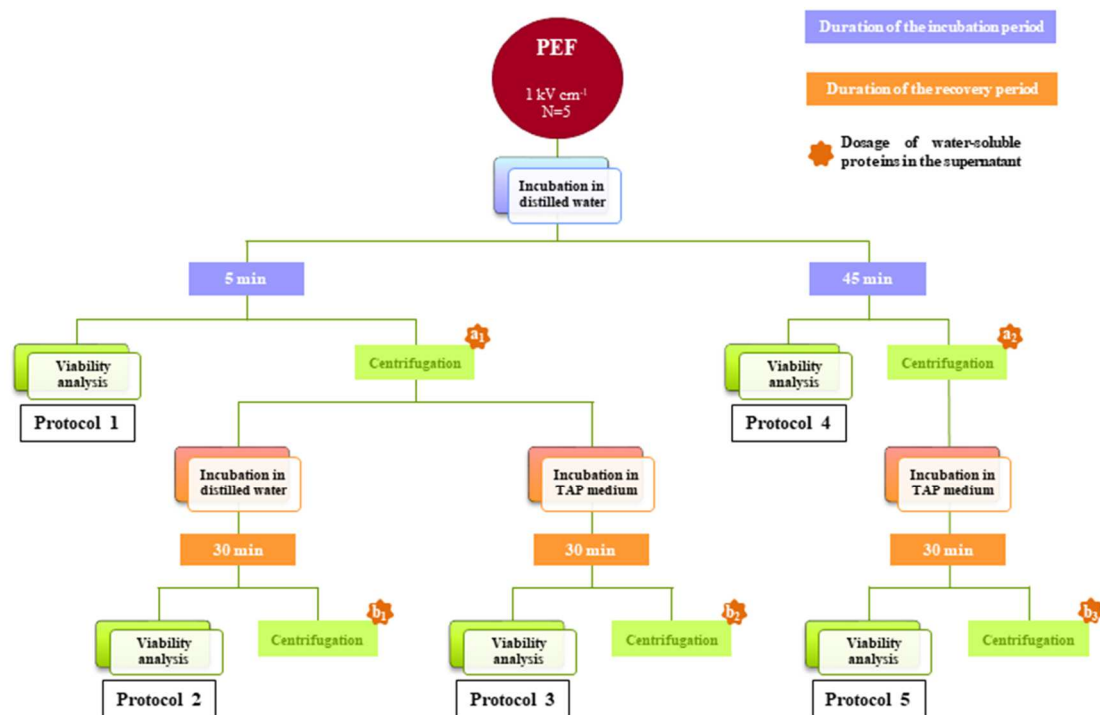 PEF
1 kV cm⁻¹
N=5
Duration of the incubation period
Duration of the recovery period
Dosage of water-soluble
proteins in the supernatant
Incubation in
distilled water
5 min
45 min
Viability
analysis
Protocol 1
a₁
Centrifugation
Viability
analysis
Protocol 4
a₂
Centrifugation
Incubation in
distilled water
Incubation in
TAP medium
Incubation in
TAP medium
30 min
30 min
30 min
Viability
analysis
Protocol 2
b₁
Centrifugation
Viability
analysis
Protocol 3
b₂
Centrifugation
Viability
analysis
Protocol 5
b₃
Centrifugation